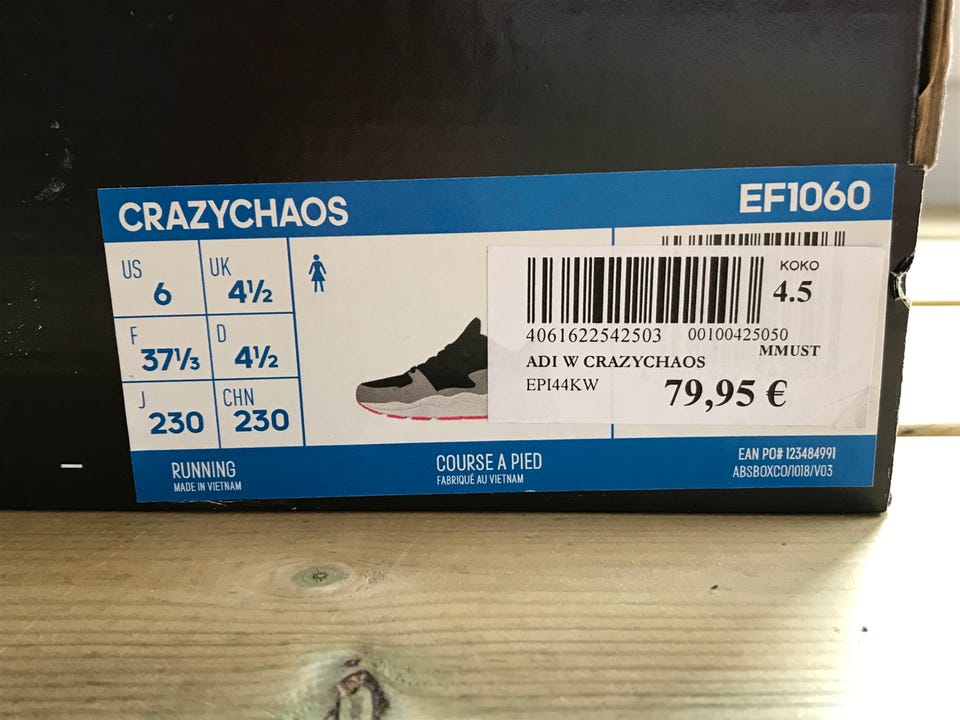 CRAZYCHAOS
EF1060
US 6
UK 4½
F 37⅓
D 4½
J 230
CHN 230
KOKO
4.5
4061622542503 00100425050
MMUST
ADI W CRAZYCHAOS
EPI44KW 79,95 €
RUNNING
MADE IN VIETNAM
COURSE A PIED
FABRIQUÉ AU VIETNAM
EAN PO# 123484991
ABSBOXCO/1018/V03